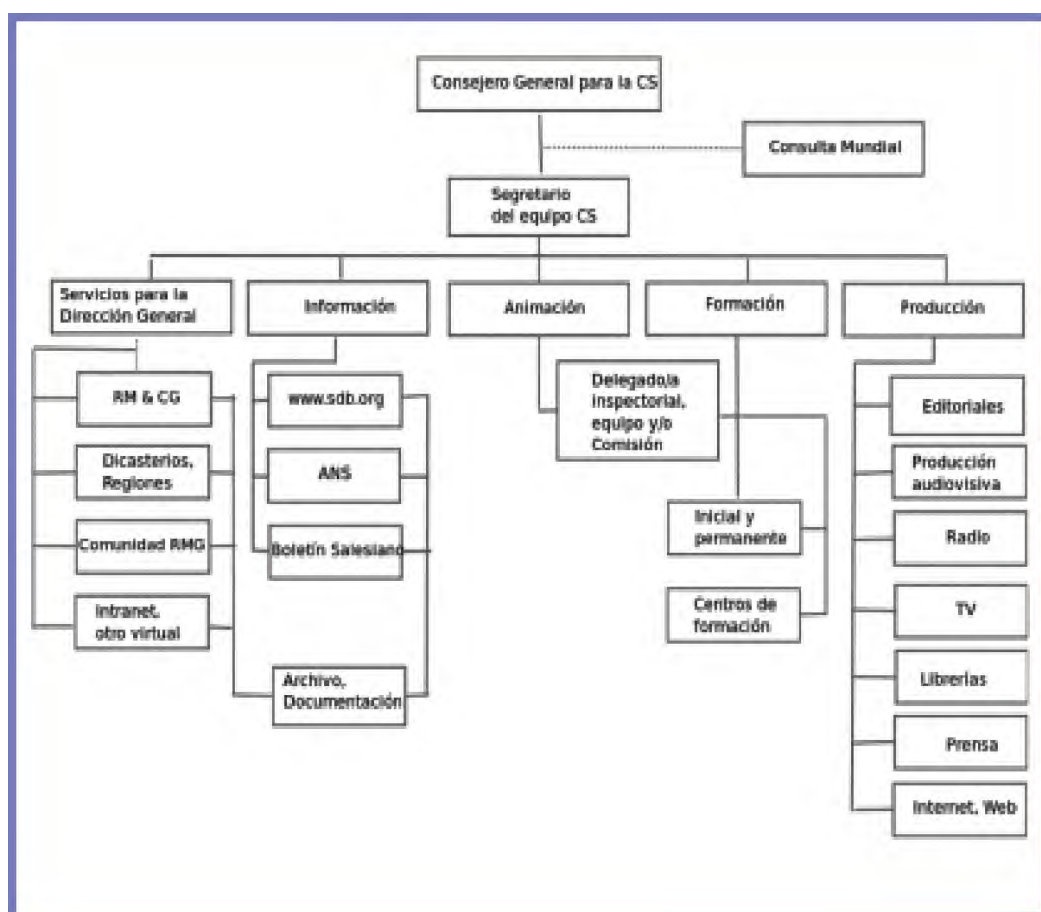 Consejero General para la CS
Consulta Mundial
Segretario
del equipo CS
Servicios para la
Dirección General
Información
Animación
Formación
Producción
RM & CG
Dicasterios,
Regiones
Comunidad RMG
Intranet,
otro virtual
www.sdb.org
ANS
Boletín Salesiano
Archivo,
Documentación
Delegado/a
inspectorial,
equipo y/o
Comisión
Inicial y
permanente
Centros de
formación
Editoriales
Producción
audiovisiva
Radio
TV
Librerías
Prensa
Internet, Web